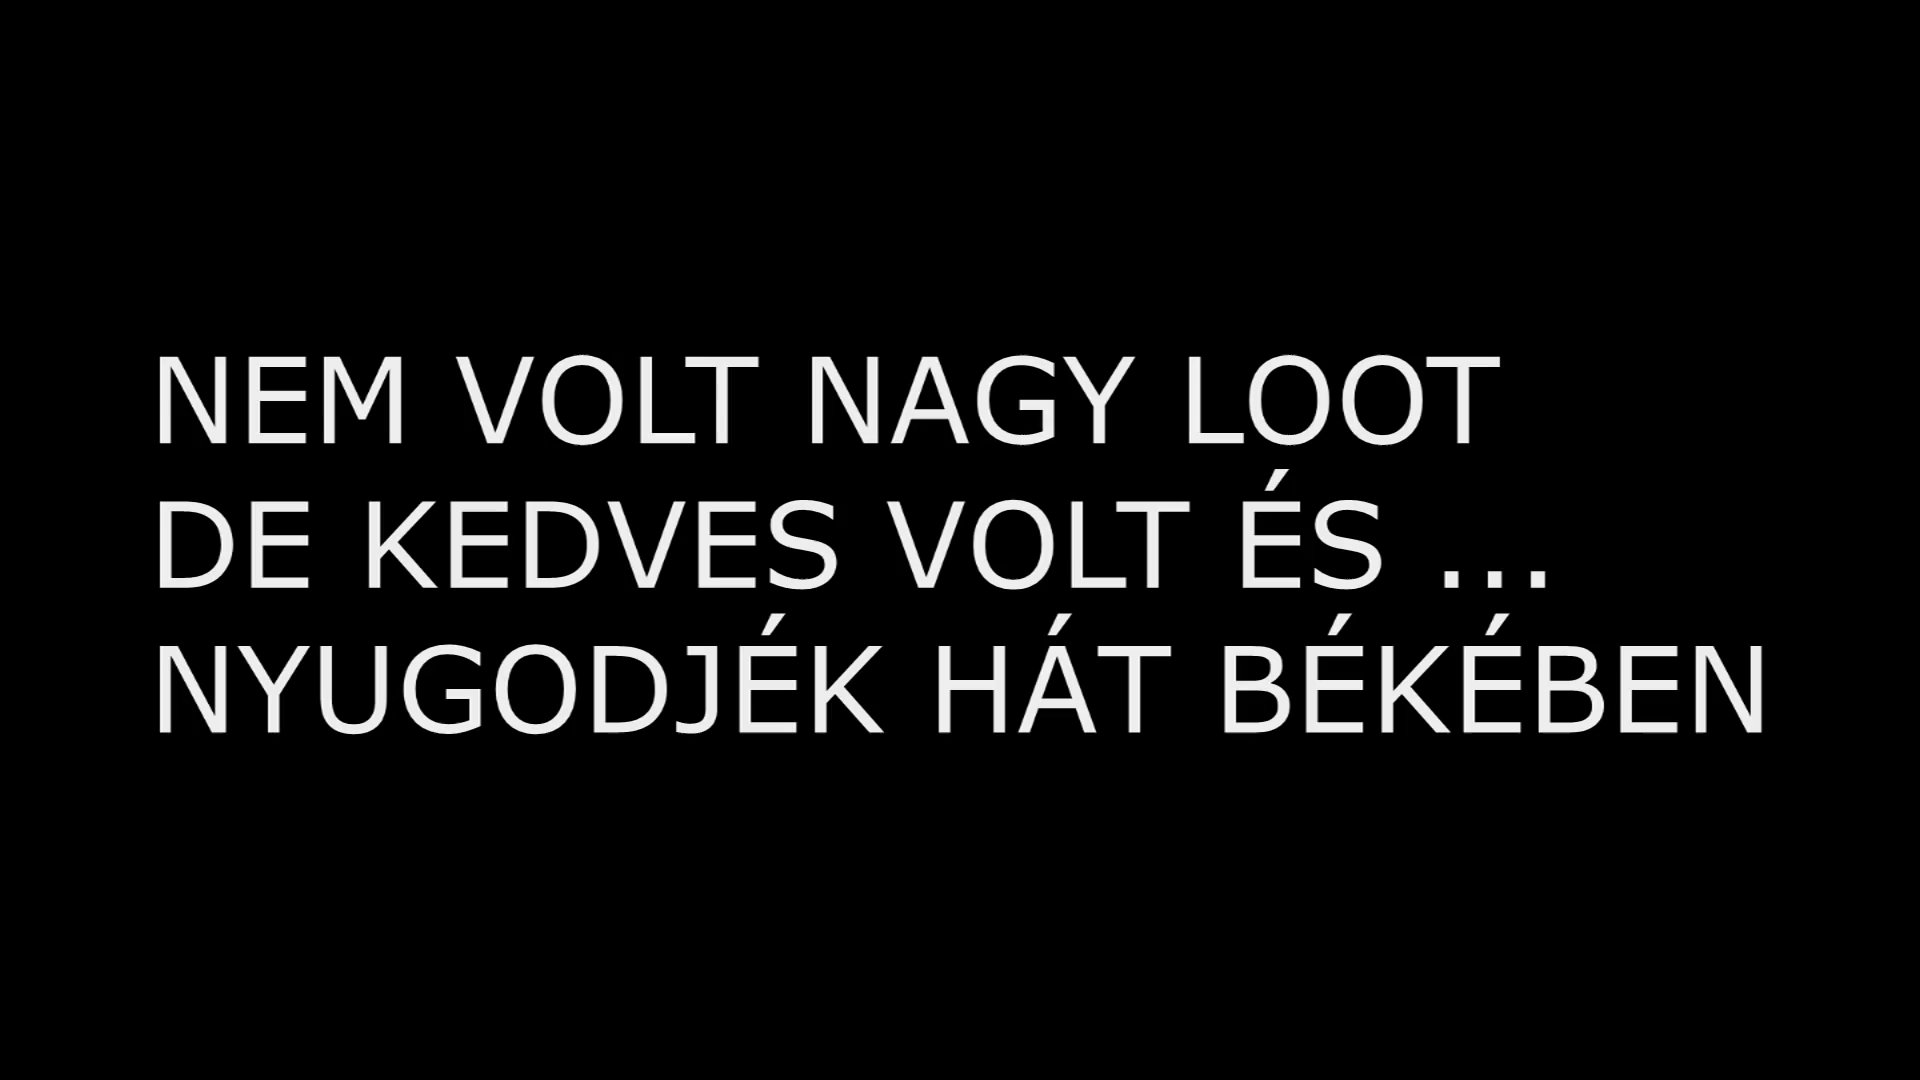 NEM VOLT NAGY LOOT
DE KEDVES VOLT ÉS ...
NYUGODJÉK HÁT BÉKÉBEN